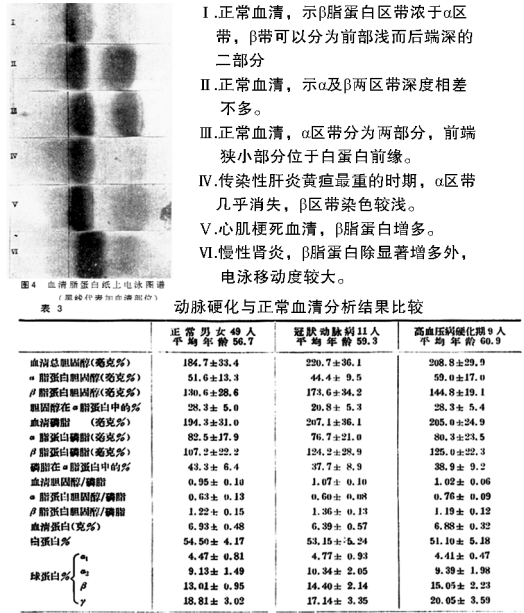 I
II
III
IV
V
VI
图4 血清脂蛋白纸上电泳图谱
(黑线代表加血清部位)
Ⅰ.正常血清，示β脂蛋白区带浓于α区
带，β带可以分为前部浅而后端深的
二部分
Ⅱ.正常血清，示α及β两区带深度相差
不多。
Ⅲ.正常血清，α区带分为两部分，前端
狭小部分位于白蛋白前缘。
Ⅳ.传染性肝炎黄疸最重的时期，α区带
几乎消失，β区带染色较浅。
Ⅴ.心肌梗死血清，β脂蛋白增多。
Ⅵ.慢性肾炎，β脂蛋白除显著增多外，
电泳移动度较大。
表 3 动脉硬化与正常血清分析结果比较
正常男女49人 冠状动脉病11人 高血压病硬化期9人
平均年龄56.7 平均年龄59.3 平均年龄60.9
血清总胆固醇(毫克%) 184.7±33.4 220.7±36.1 208.8±29.9
α脂蛋白胆固醇(毫克%) 51.6±13.3 44.4± 9.5 59.0±17.0
β脂蛋白胆固醇(毫克%) 130.6±28.6 173.6±34.2 144.8±19.1
胆固醇在α脂蛋白中的% 28.3± 5.0 20.8± 5.3 28.3± 5.4
血清磷脂 (毫克%) 194.3±31.0 207.1±36.1 205.0±24.9
α脂蛋白磷脂(毫克%) 82.5±17.9 76.7±21.0 80.3±23.5
β脂蛋白磷脂(毫克%) 107.2±22.2 124.2±28.9 125.0±22.3
磷脂在α脂蛋白中的% 43.3± 6.4 37.7± 8.9 38.9± 9.2
血清胆固醇/磷脂 0.95± 0.10 1.07± 0.10 1.02± 0.06
α脂蛋白胆固醇/磷脂 0.63± 0.13 0.60± 0.08 0.76± 0.09
β脂蛋白胆固醇/磷脂 1.22± 0.15 1.36± 0.13 1.19± 0.12
血清蛋白(克%) 6.93± 0.48 6.39± 0.57 6.88± 0.32
白蛋白% 54.50± 4.17 53.15± 5.24 51.10± 5.18
球蛋白% α₁ 4.47± 0.81 4.77± 0.93 4.41± 0.47
α₂ 9.13± 1.49 10.34± 2.05 9.39± 1.98
β 13.01± 0.95 14.40± 2.14 15.05± 2.23
γ 18.81± 3.02 17.14± 3.35 20.05± 3.59